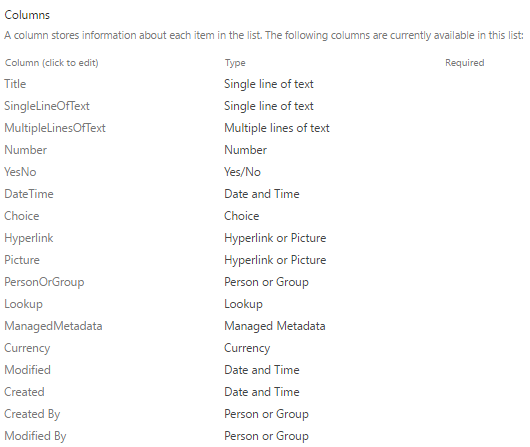 Columns
A column stores information about each item in the list. The following columns are currently available in this list:
Column (click to edit) Type Required
Title Single line of text
SingleLineOfText Single line of text
MultipleLinesOfText Multiple lines of text
Number Number
YesNo Yes/No
DateTime Date and Time
Choice Choice
Hyperlink Hyperlink or Picture
Picture Hyperlink or Picture
PersonOrGroup Person or Group
Lookup Lookup
ManagedMetadata Managed Metadata
Currency Currency
Modified Date and Time
Created Date and Time
Created By Person or Group
Modified By Person or Group